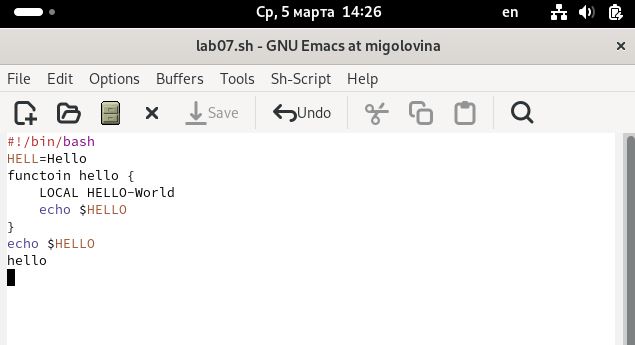 Ср, 5 марта 14:26 en
lab07.sh - GNU Emacs at migolovina ×
File Edit Options Buffers Tools Sh-Script Help
Save Undo
#!/bin/bash
HELL=Hello
functoin hello {
    LOCAL HELLO-World
    echo $HELLO
}
echo $HELLO
hello